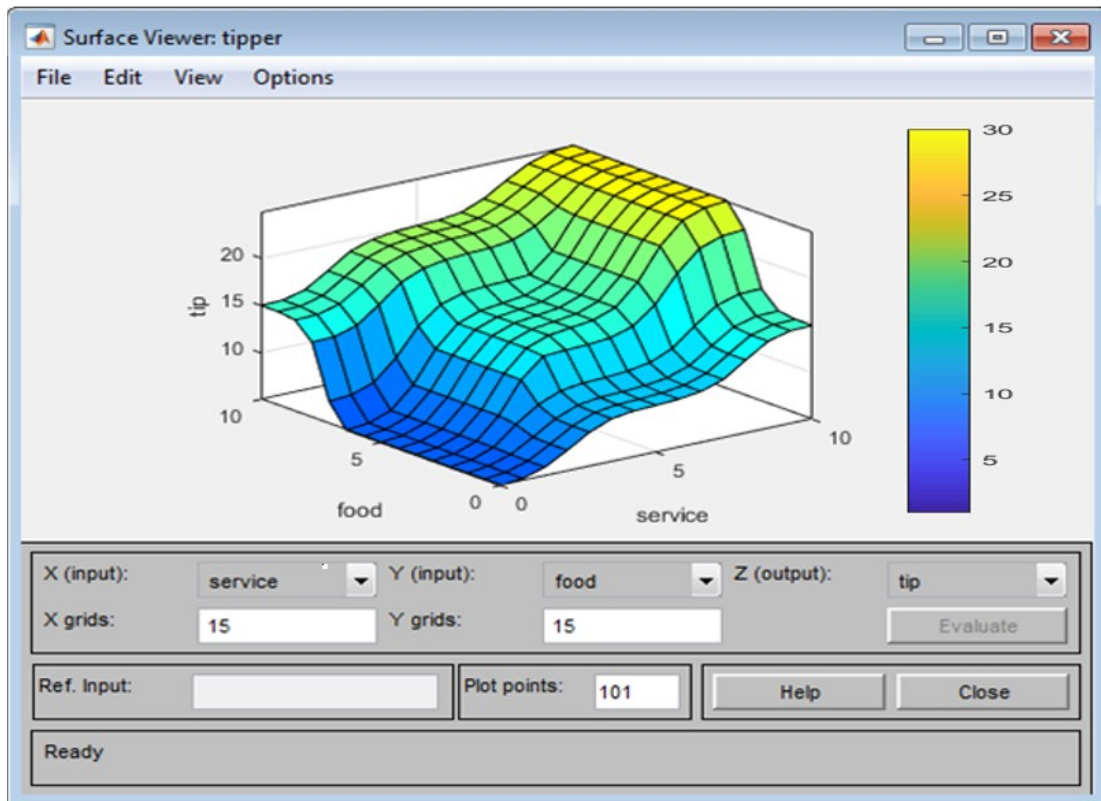 Surface Viewer: tipper
File Edit View Options
30
25
20
15
10
5
20
15
10
tip
10
5
0
food
0
5
10
service
X (input): service Y (input): food Z (output): tip
X grids: 15 Y grids: 15 Evaluate
Ref. Input: Plot points: 101 Help Close
Ready